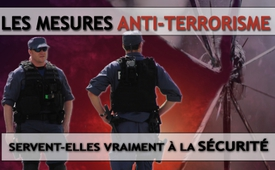 LES MESURES ANTI-TERRORISME
SERVENT-ELLES VRAIMENT À LA SÉCURITÉ